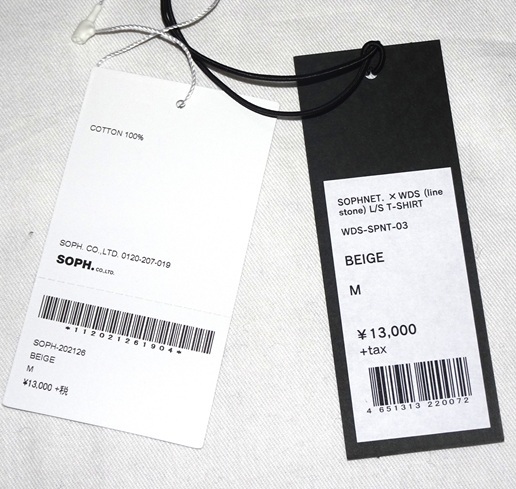 COTTON 100%
SOPH. CO.,LTD. 0120-207-019
SOPH. CO.,LTD.
*112021261904*
SOPH-202126
BEIGE
M
¥13,000 +税
SOPHNET. × WDS (line
stone) L/S T-SHIRT
WDS-SPNT-03
BEIGE
M
¥13,000
+tax
4 651313 220072